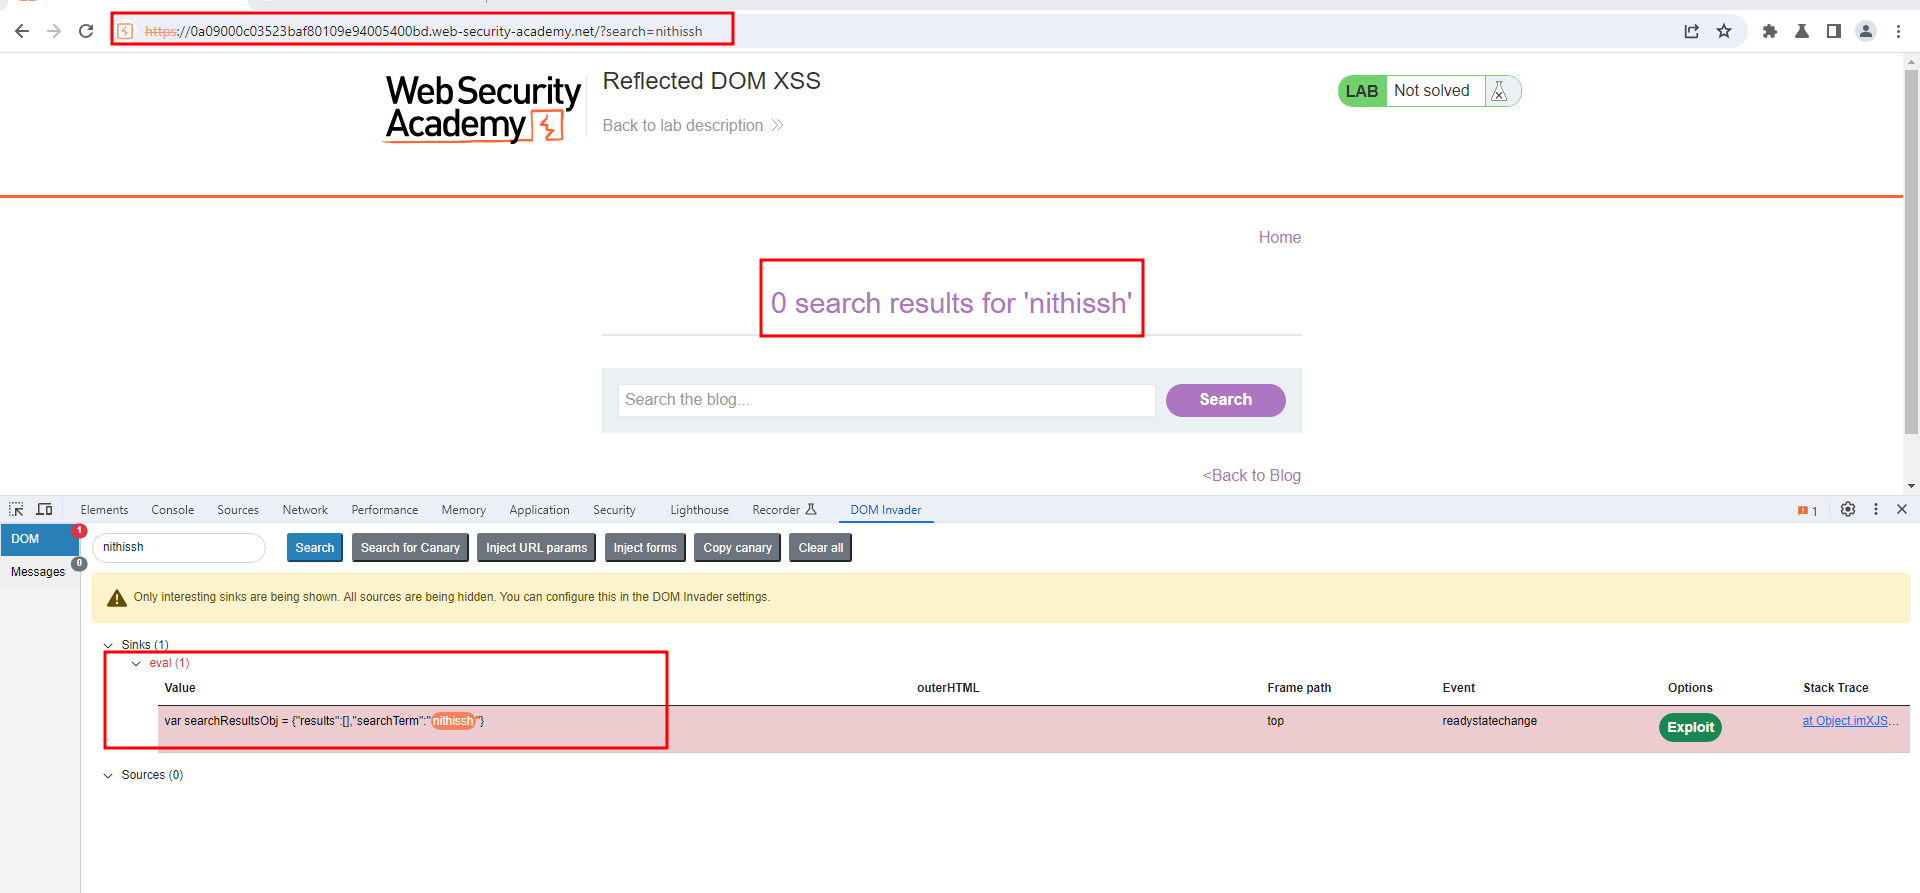 https://0a09000c03523baf80109e94005400bd.web-security-academy.net/?search=nithissh
Web Security
Academy
Reflected DOM XSS
Back to lab description
LAB Not solved
Home
0 search results for 'nithissh'
Search the blog...
Search
<Back to Blog
Elements Console Sources Network Performance Memory Application Security Lighthouse Recorder DOM Invader 1
DOM 1
Messages 0
nithissh Search Search for Canary Inject URL params Inject forms Copy canary Clear all
Only interesting sinks are being shown. All sources are being hidden. You can configure this in the DOM Invader settings.
Sinks (1)
eval (1)
Value outerHTML Frame path Event Options Stack Trace
var searchResultsObj = {"results":[],"searchTerm":"nithissh"} top readystatechange Exploit at Object.imXJS...
Sources (0)